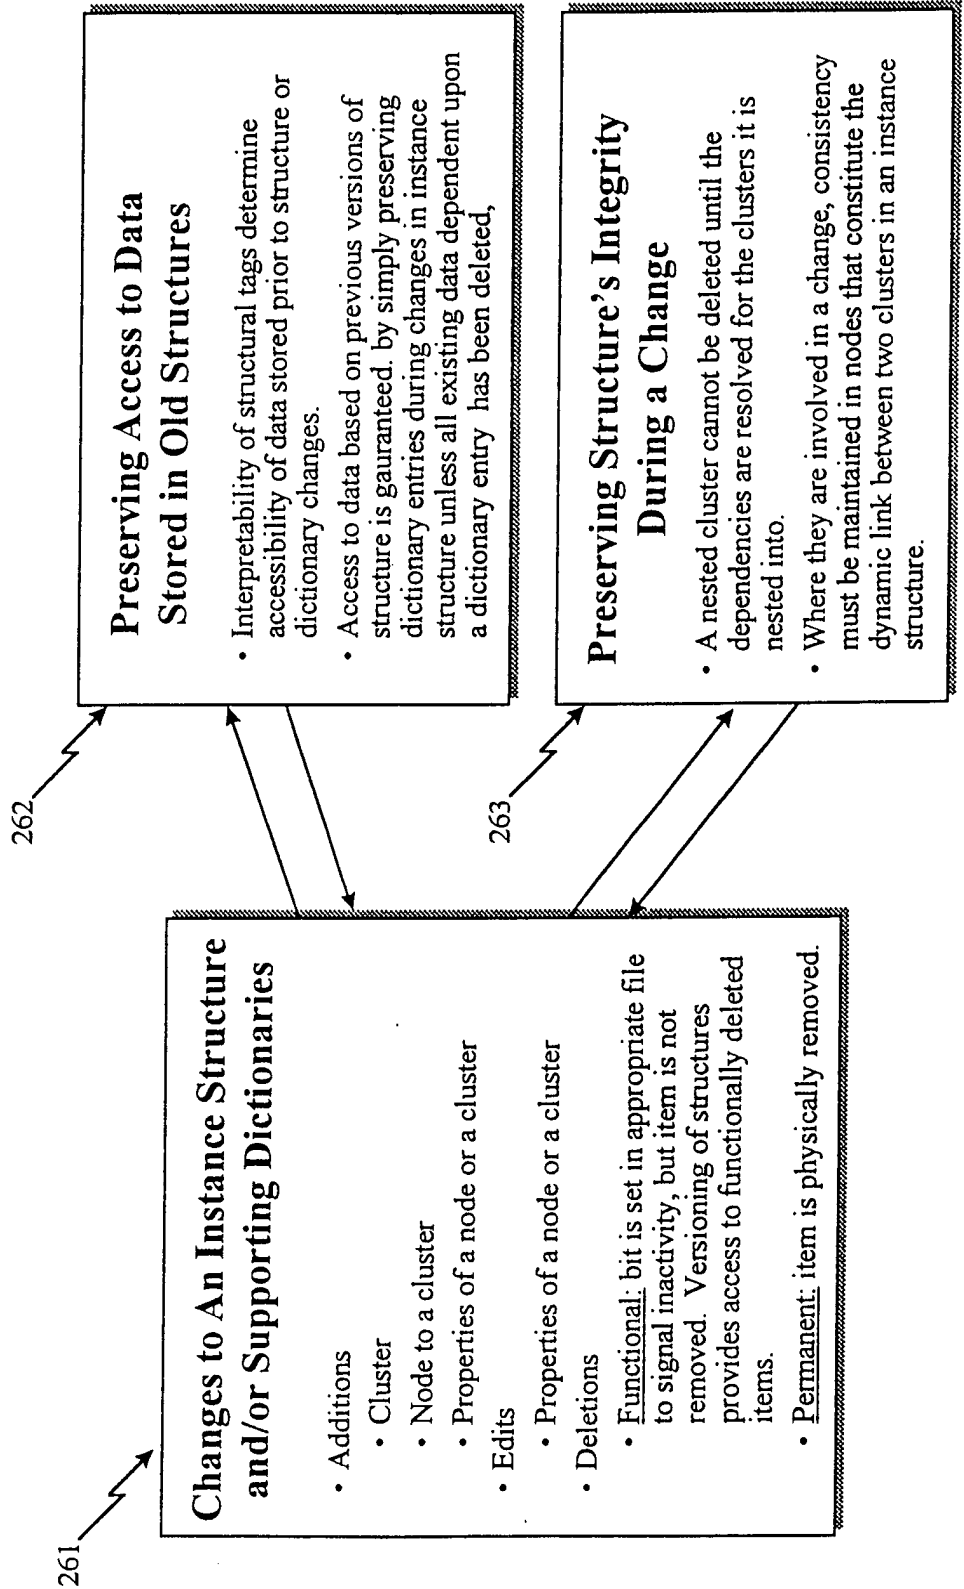 261
Changes to An Instance Structure
and/or Supporting Dictionaries
• Additions
• Cluster
• Node to a cluster
• Properties of a node or a cluster
• Edits
• Properties of a node or a cluster
• Deletions
• Functional: bit is set in appropriate file
to signal inactivity, but item is not
removed. Versioning of structures
provides access to functionally deleted
items.
• Permanent: item is physically removed.
262
Preserving Access to Data
Stored in Old Structures
• Interpretability of structural tags determine
accessibility of data stored prior to structure or
dictionary changes.
• Access to data based on previous versions of
structure is gauranteed. by simply preserving
dictionary entries during changes in instance
structure unless all existing data dependent upon
a dictionary entry has been deleted,
263
Preserving Structure's Integrity
During a Change
• A nested cluster cannot be deleted until the
dependencies are resolved for the clusters it is
nested into.
• Where they are involved in a change, consistency
must be maintained in nodes that constitute the
dynamic link between two clusters in an instance
structure.